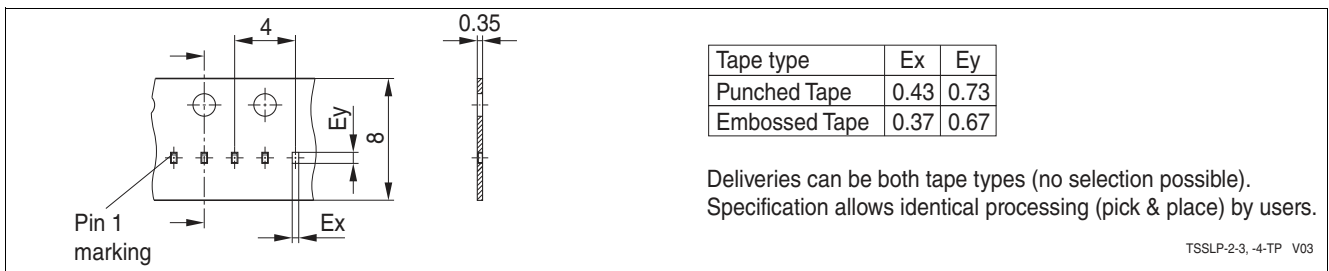 4
0.35
Ey
8
Ex
Pin 1
marking
Tape type Ex Ey
Punched Tape 0.43 0.73
Embossed Tape 0.37 0.67
Deliveries can be both tape types (no selection possible).
Specification allows identical processing (pick & place) by users.
TSSLP-2-3, -4-TP V03